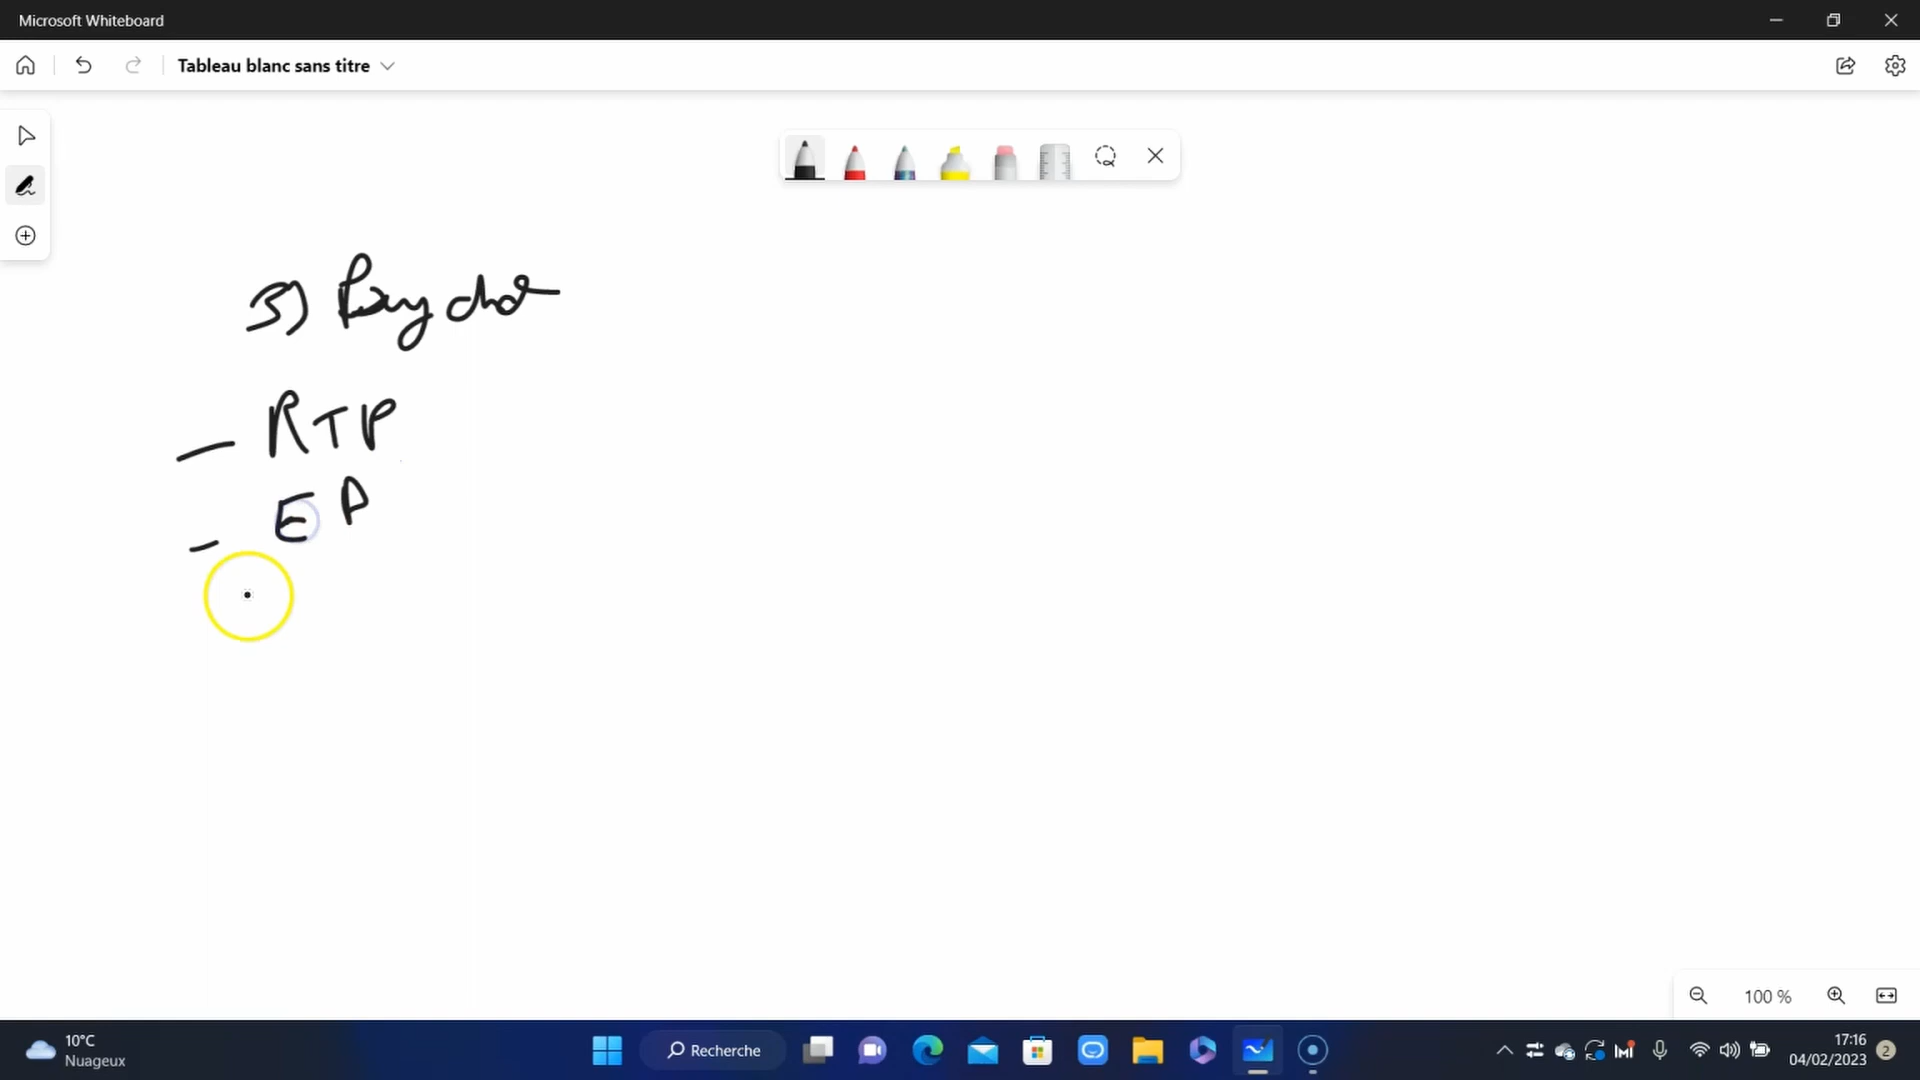 Microsoft Whiteboard
Tableau blanc sans titre
3) Psycho
– RTP
– EP
100 %
10°C
Nuageux
Recherche
17:16
04/02/2023
2